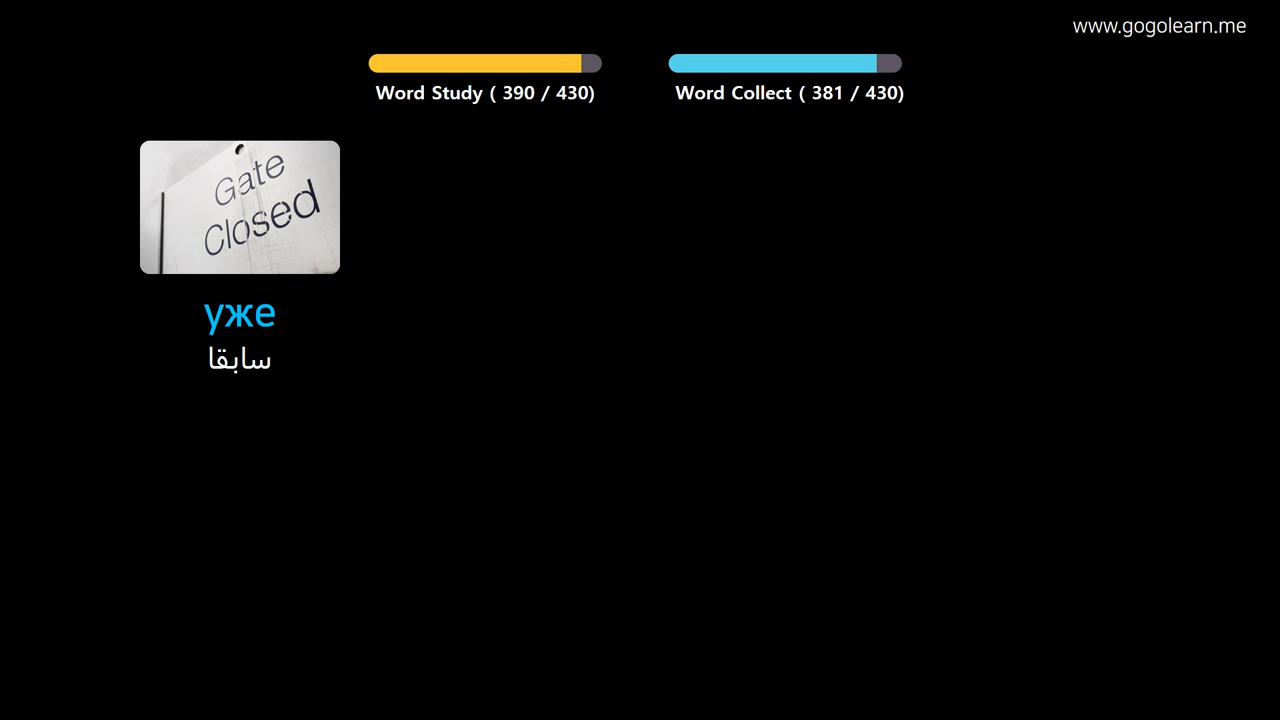 www.gogolearn.me
Word Study ( 390 / 430)
Word Collect ( 381 / 430)
Gate
Closed
уже
سابقا